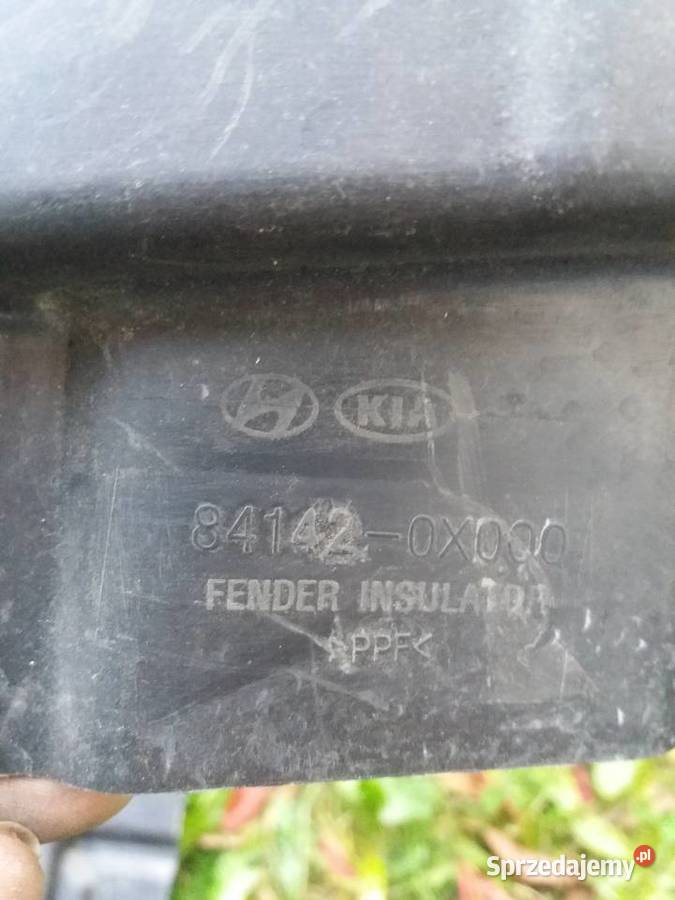 KIA
84142-0X000
FENDER INSULATOR
>PPF<
Sprzedajemy.pl